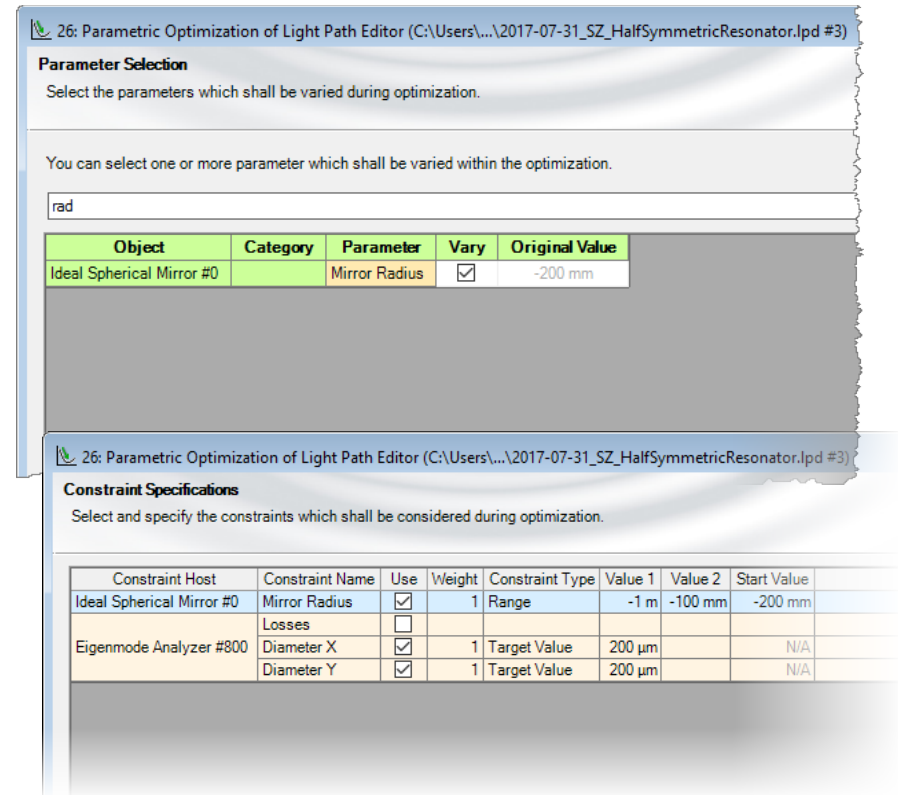 26: Parametric Optimization of Light Path Editor (C:\Users\...\2017-07-31_SZ_HalfSymmetricResonator.lpd #3)
Parameter Selection
Select the parameters which shall be varied during optimization.
You can select one or more parameter which shall be varied within the optimization.
rad
Object Category Parameter Vary Original Value
Ideal Spherical Mirror #0 Mirror Radius -200 mm
26: Parametric Optimization of Light Path Editor (C:\Users\...\2017-07-31_SZ_HalfSymmetricResonator.lpd #3)
Constraint Specifications
Select and specify the constraints which shall be considered during optimization.
Constraint Host Constraint Name Use Weight Constraint Type Value 1 Value 2 Start Value
Ideal Spherical Mirror #0 Mirror Radius 1 Range -1 m -100 mm -200 mm
Losses
Eigenmode Analyzer #800 Diameter X 1 Target Value 200 µm N/A
Diameter Y 1 Target Value 200 µm N/A